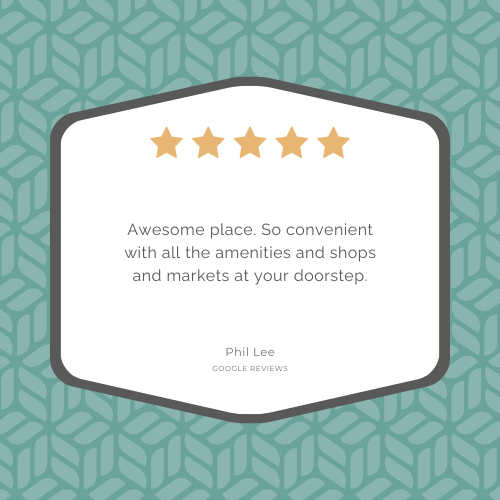 Awesome place. So convenient
with all the amenities and shops
and markets at your doorstep.
Phil Lee
GOOGLE REVIEWS